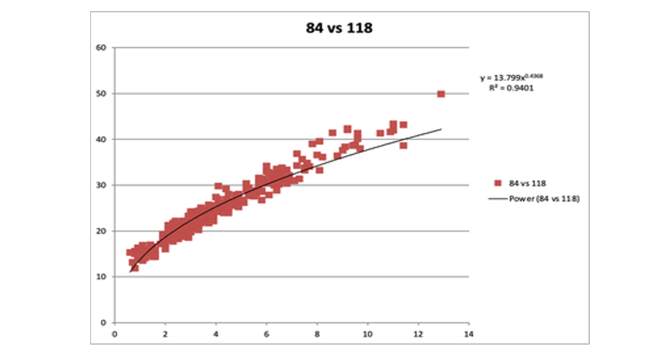 84 vs 118
60
50
40
30
20
10
0
0 2 4 6 8 10 12 14
y = 13.799x^0.4368
R² = 0.9401
84 vs 118
Power (84 vs 118)